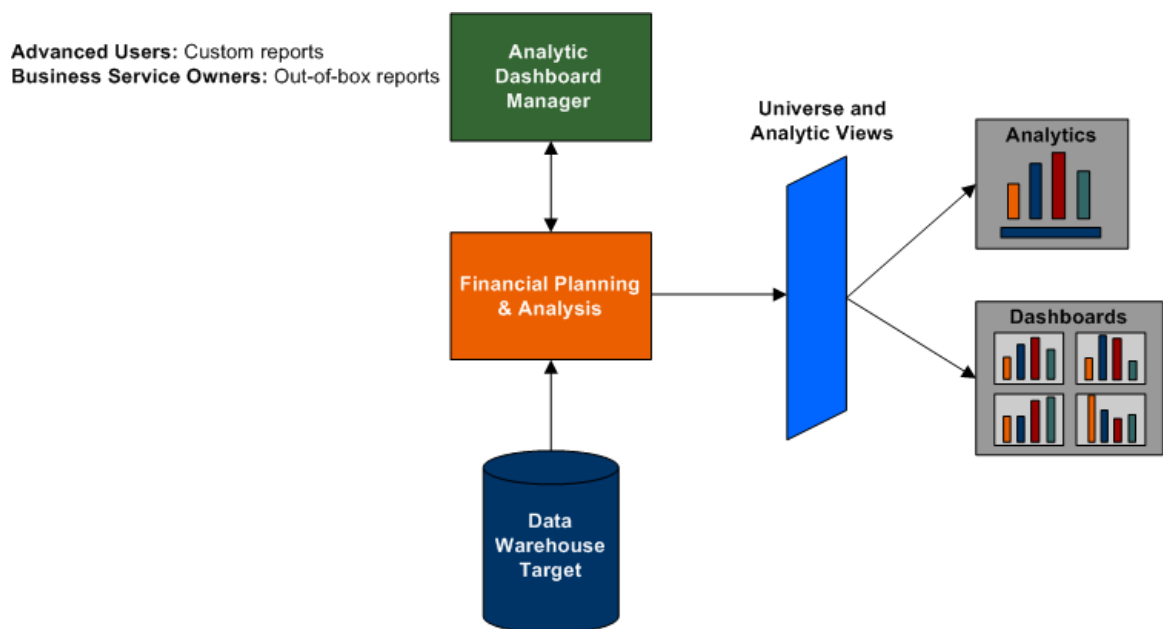 Advanced Users: Custom reports
Business Service Owners: Out-of-box reports
Analytic
Dashboard
Manager
Universe and
Analytic Views
Analytics
Financial Planning
& Analysis
Dashboards
Data
Warehouse
Target